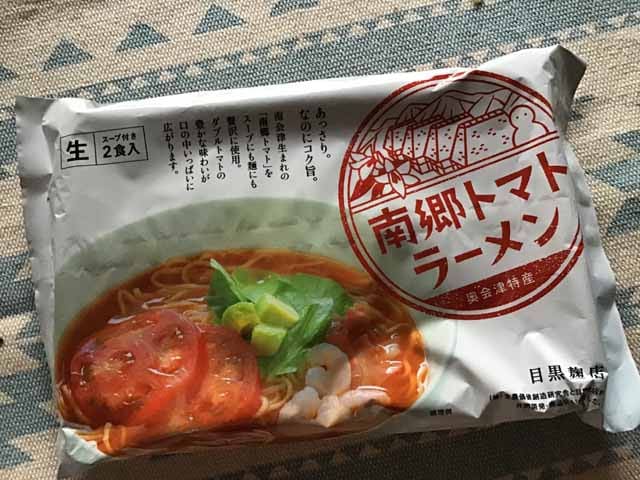 生
スープ付き
2食入
あっさり。
なのにコク旨。
南会津生まれの
「南郷トマト」を
スープにも麺にも
贅沢に使用。
ダブルトマトの
豊かな味わいが
口の中いっぱいに
広がります。
南郷トマト
ラーメン
奥会津特産
目黒麺店
調理例